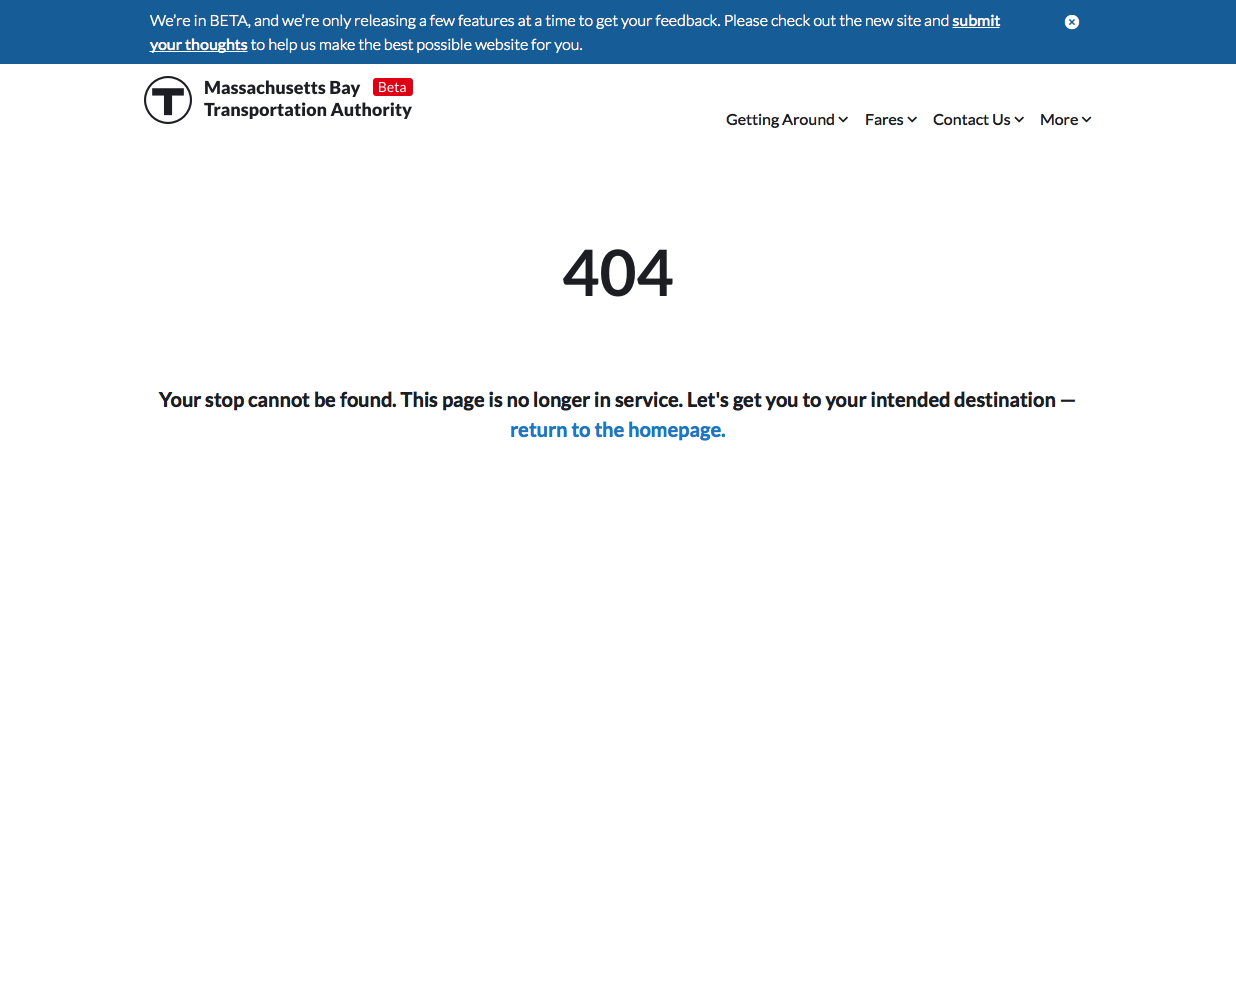 We're in BETA, and we're only releasing a few features at a time to get your feedback. Please check out the new site and submit
your thoughts to help us make the best possible website for you.
T
Massachusetts Bay Beta
Transportation Authority
Getting Around Fares Contact Us More
404
Your stop cannot be found. This page is no longer in service. Let's get you to your intended destination —
return to the homepage.